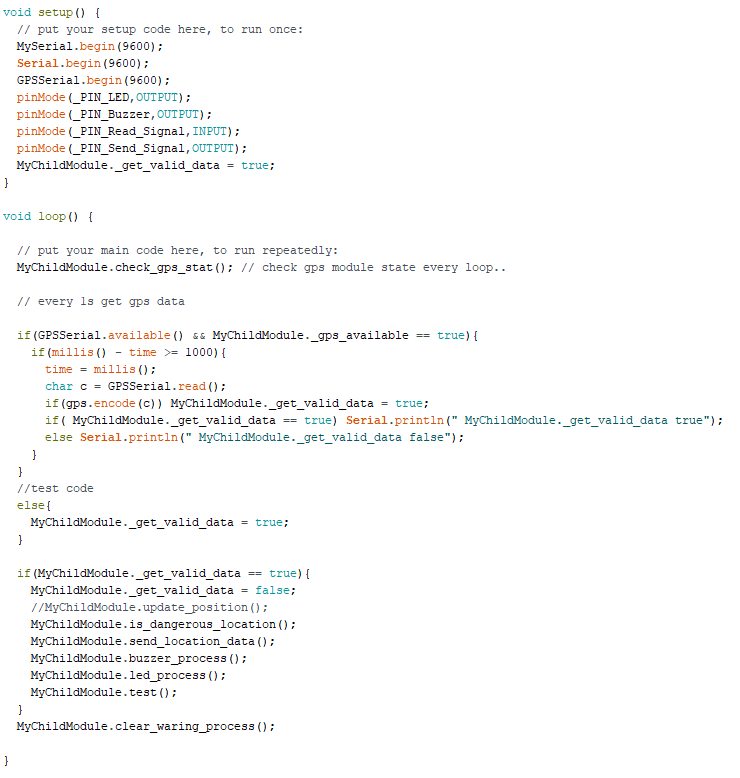 void setup() {
  // put your setup code here, to run once:
  MySerial.begin(9600);
  Serial.begin(9600);
  GPSSerial.begin(9600);
  pinMode(_PIN_LED,OUTPUT);
  pinMode(_PIN_Buzzer,OUTPUT);
  pinMode(_PIN_Read_Signal,INPUT);
  pinMode(_PIN_Send_Signal,OUTPUT);
  MyChildModule._get_valid_data = true;
}
void loop() {
  // put your main code here, to run repeatedly:
  MyChildModule.check_gps_stat(); // check gps module state every loop..
  // every 1s get gps data
  if(GPSSerial.available() && MyChildModule._gps_available == true){
    if(millis() - time >= 1000){
      time = millis();
      char c = GPSSerial.read();
      if(gps.encode(c)) MyChildModule._get_valid_data = true;
      if( MyChildModule._get_valid_data == true) Serial.println(" MyChildModule._get_valid_data true");
      else Serial.println(" MyChildModule._get_valid_data false");
    }
  }
  //test code
  else{
    MyChildModule._get_valid_data = true;
  }
  if(MyChildModule._get_valid_data == true){
    MyChildModule._get_valid_data = false;
    //MyChildModule.update_position();
    MyChildModule.is_dangerous_location();
    MyChildModule.send_location_data();
    MyChildModule.buzzer_process();
    MyChildModule.led_process();
    MyChildModule.test();
  }
  MyChildModule.clear_waring_process();
}